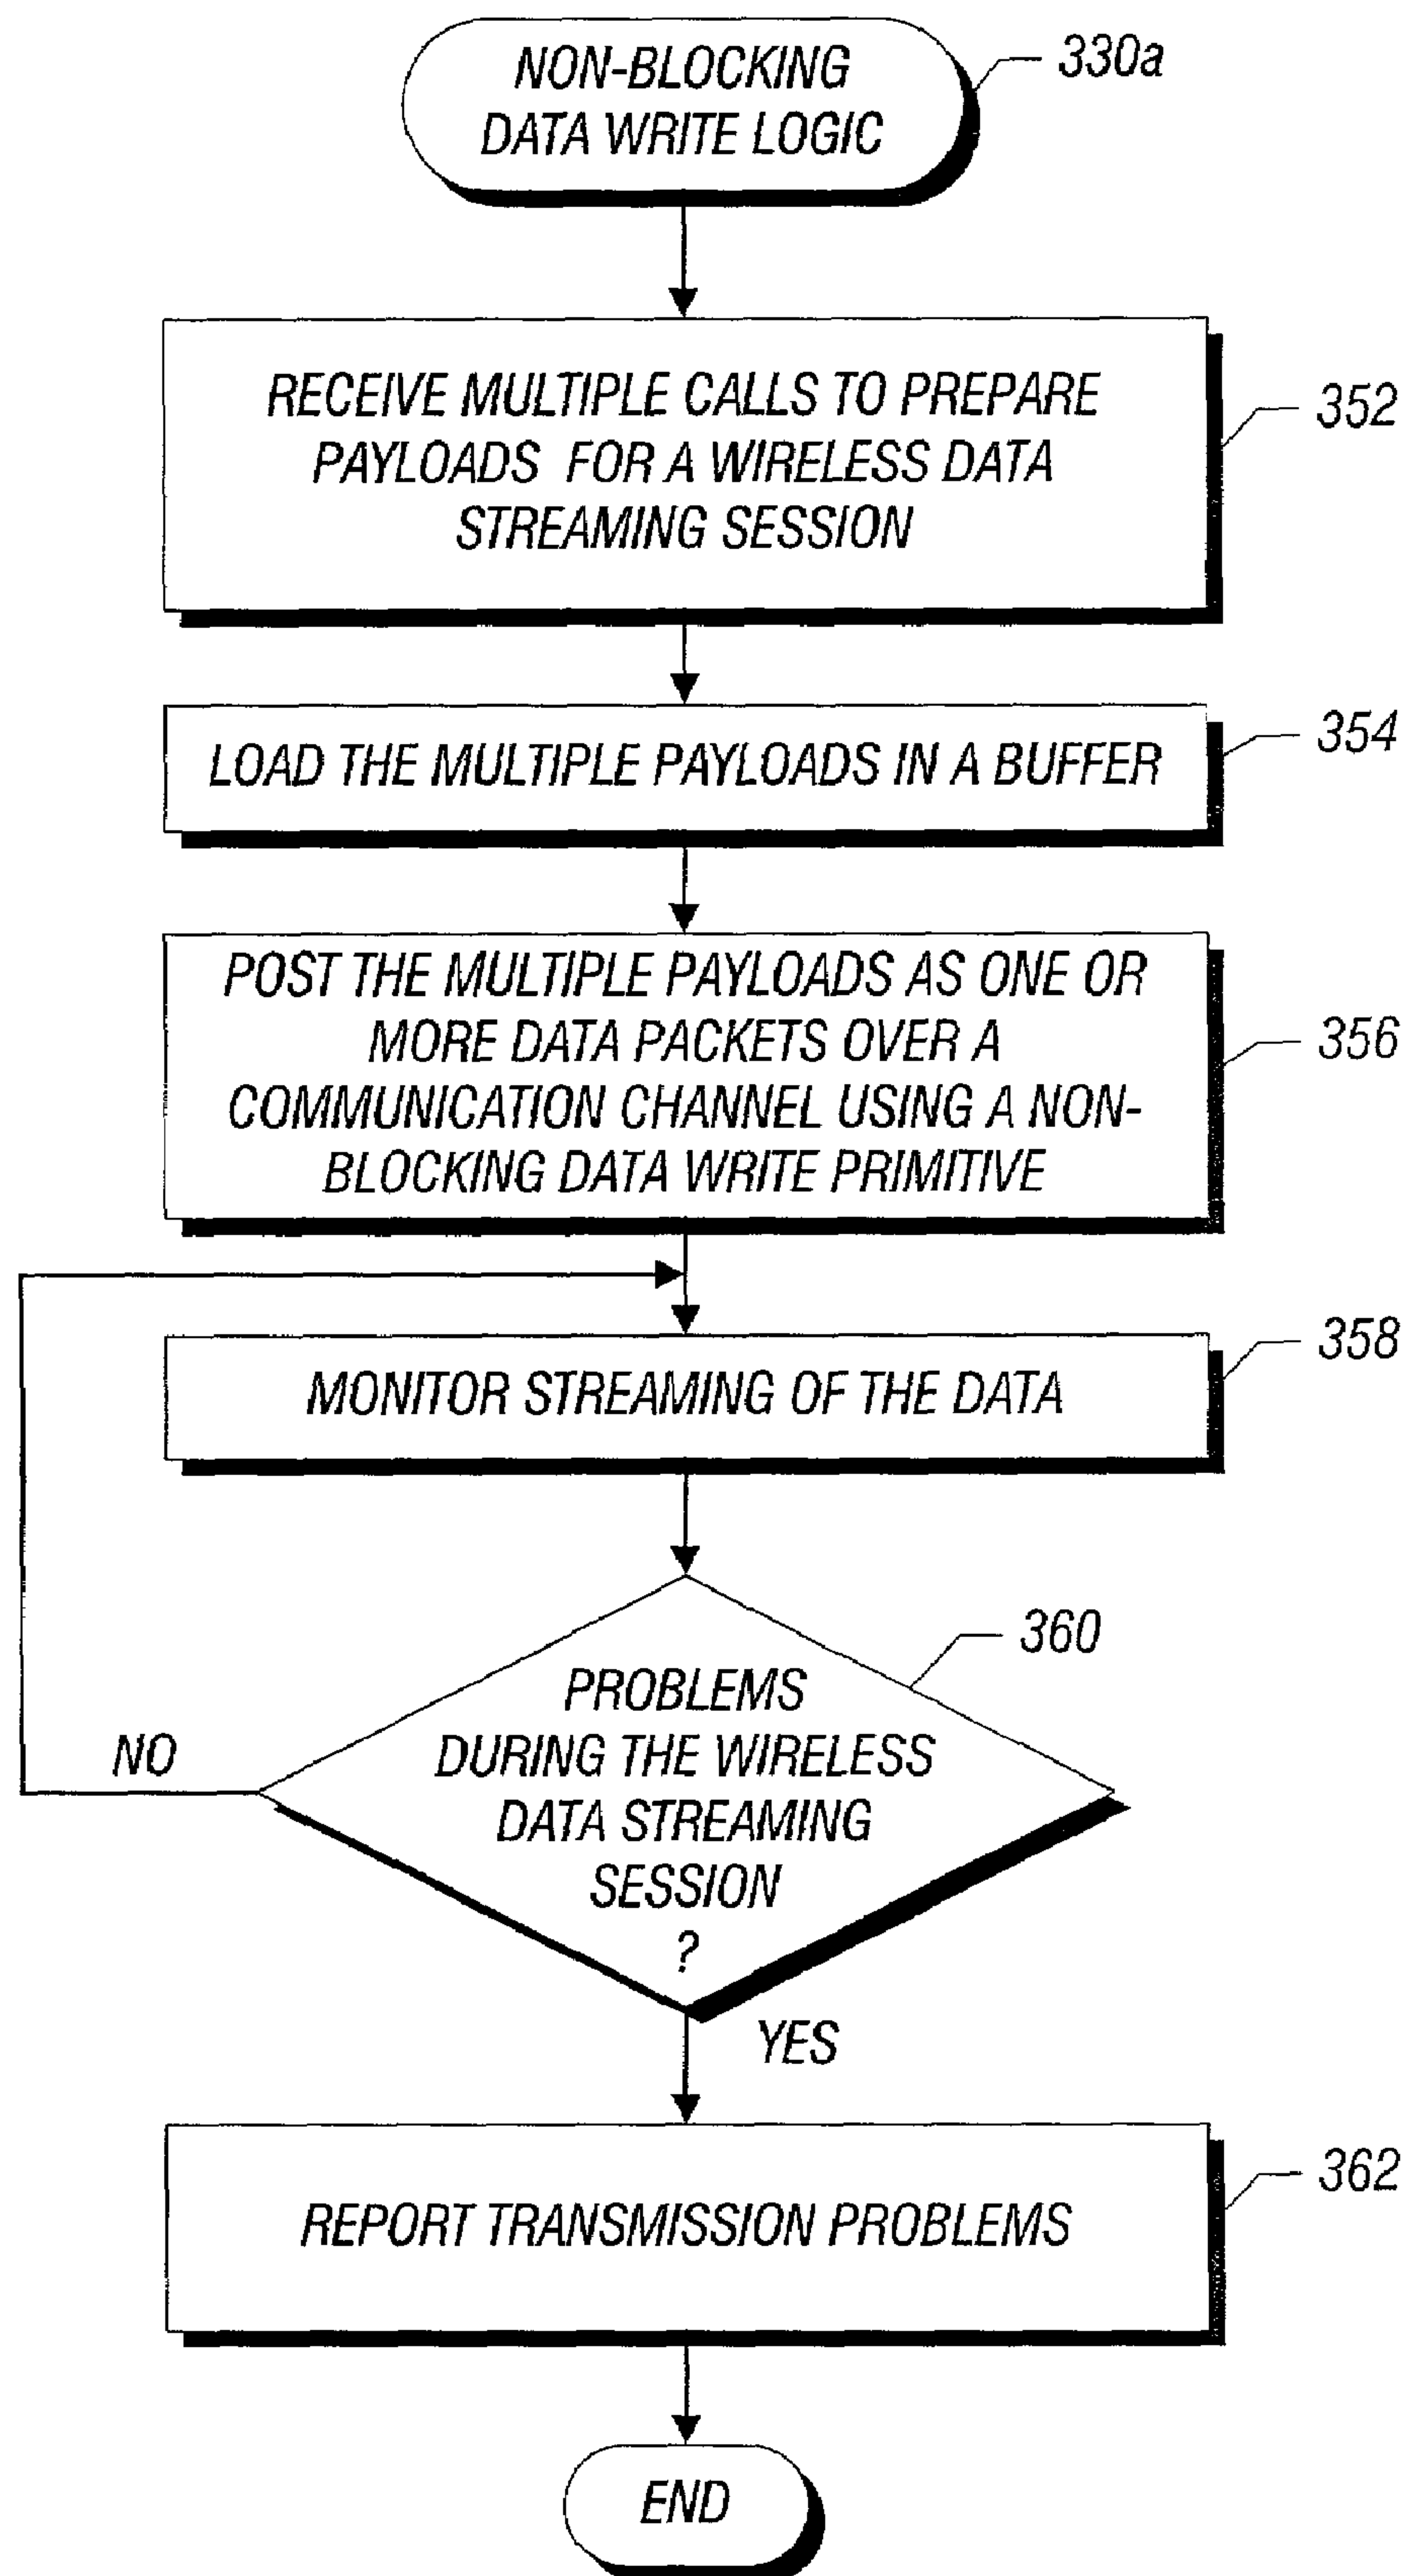 NON-BLOCKING
DATA WRITE LOGIC
330a
RECEIVE MULTIPLE CALLS TO PREPARE
PAYLOADS FOR A WIRELESS DATA
STREAMING SESSION
352
LOAD THE MULTIPLE PAYLOADS IN A BUFFER
354
POST THE MULTIPLE PAYLOADS AS ONE OR
MORE DATA PACKETS OVER A
COMMUNICATION CHANNEL USING A NON-
BLOCKING DATA WRITE PRIMITIVE
356
MONITOR STREAMING OF THE DATA
358
PROBLEMS
DURING THE WIRELESS
DATA STREAMING
SESSION
?
360
NO
YES
REPORT TRANSMISSION PROBLEMS
362
END